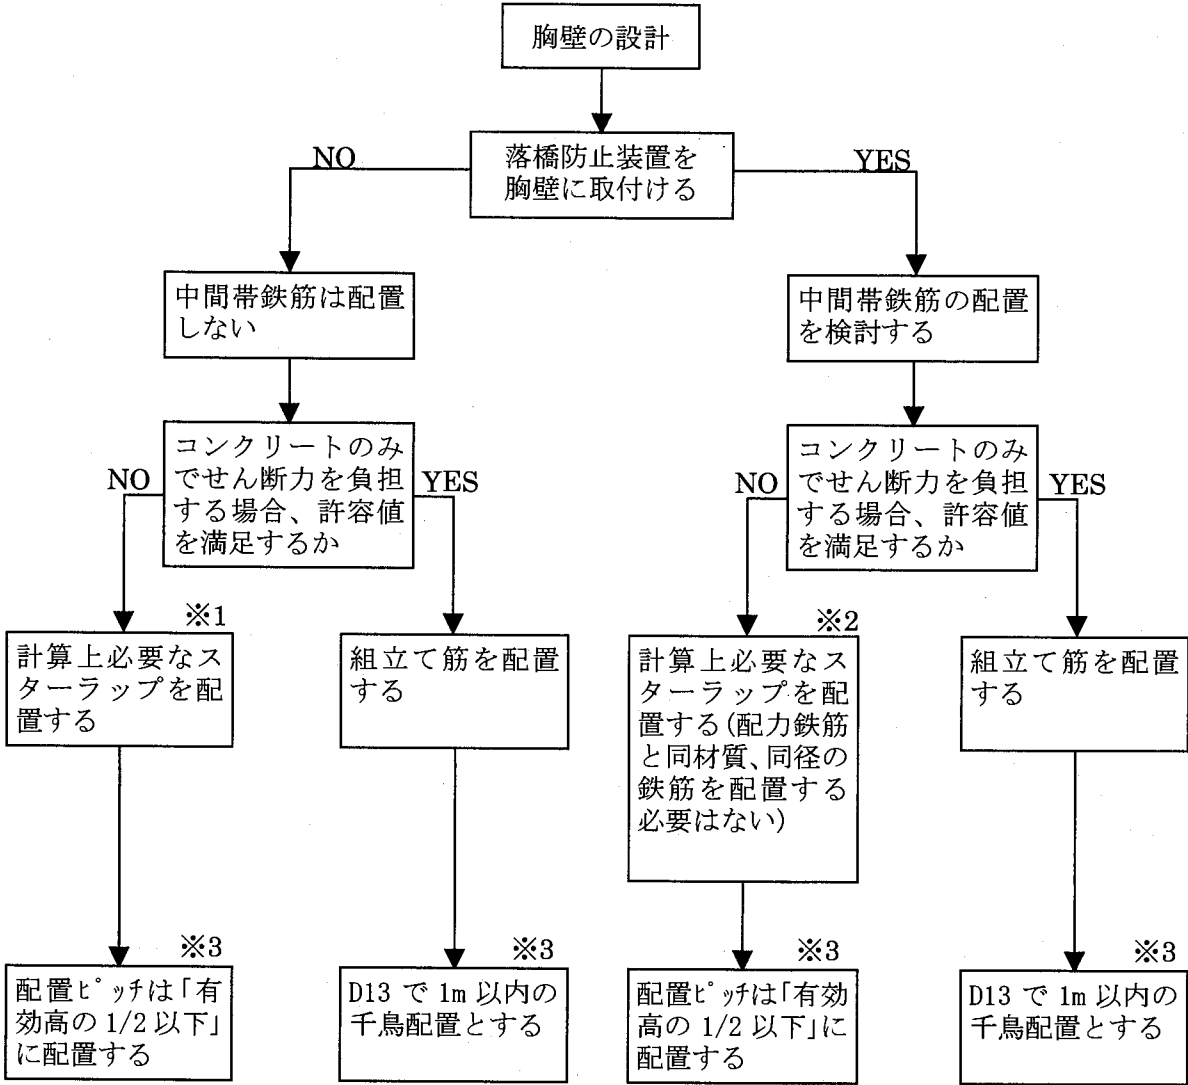 胸壁の設計
落橋防止装置を
胸壁に取付ける
NO
YES
中間帯鉄筋は配置
しない
中間帯鉄筋の配置
を検討する
コンクリートのみ
でせん断力を負担
する場合、許容値
を満足するか
NO
YES
コンクリートのみ
でせん断力を負担
する場合、許容値
を満足するか
NO
YES
※1
計算上必要なス
ターラップを配
置する
組立て筋を配置
する
※2
計算上必要なス
ターラップを配
置する(配力鉄筋
と同材質、同径の
鉄筋を配置する
必要はない)
組立て筋を配置
する
※3
配置ピッチは「有
効高の1/2以下」
に配置する
※3
D13で1m以内の
千鳥配置とする
※3
配置ピッチは「有効
高の1/2以下」に
配置する
※3
D13で1m以内の
千鳥配置とする